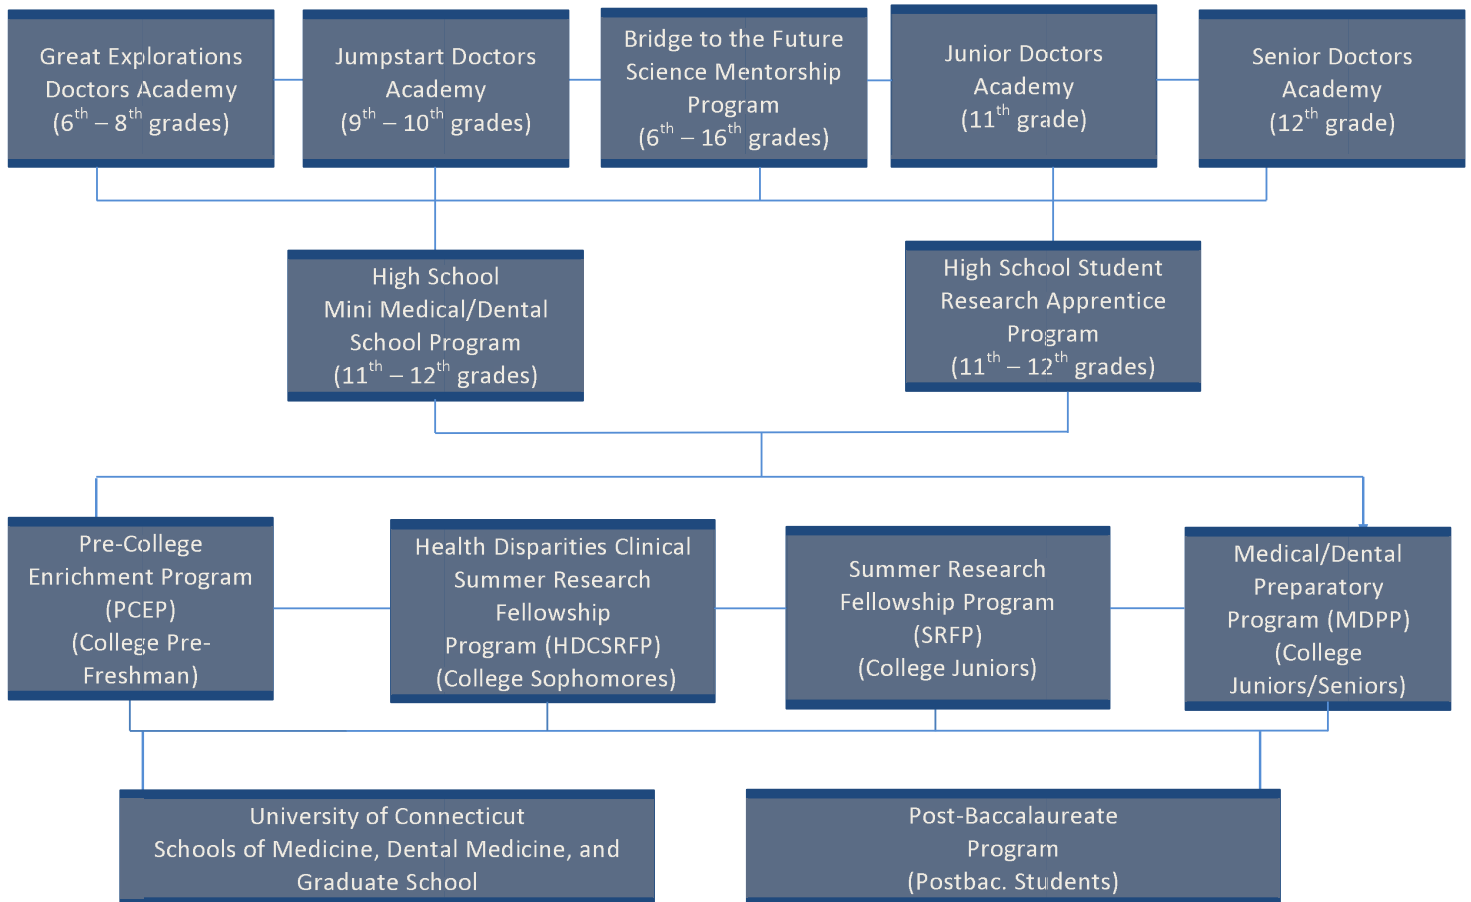 Great Explorations
Doctors Academy
(6th – 8th grades)
Jumpstart Doctors
Academy
(9th – 10th grades)
Bridge to the Future
Science Mentorship
Program
(6th – 16th grades)
Junior Doctors
Academy
(11th grade)
Senior Doctors
Academy
(12th grade)
High School
Mini Medical/Dental
School Program
(11th – 12th grades)
High School Student
Research Apprentice
Program
(11th – 12th grades)
Pre-College
Enrichment Program
(PCEP)
(College Pre-
Freshman)
Health Disparities Clinical
Summer Research
Fellowship
Program (HDCSRFP)
(College Sophomores)
Summer Research
Fellowship Program
(SRFP)
(College Juniors)
Medical/Dental
Preparatory
Program (MDPP)
(College
Juniors/Seniors)
University of Connecticut
Schools of Medicine, Dental Medicine, and
Graduate School
Post-Baccalaureate
Program
(Postbac. Students)